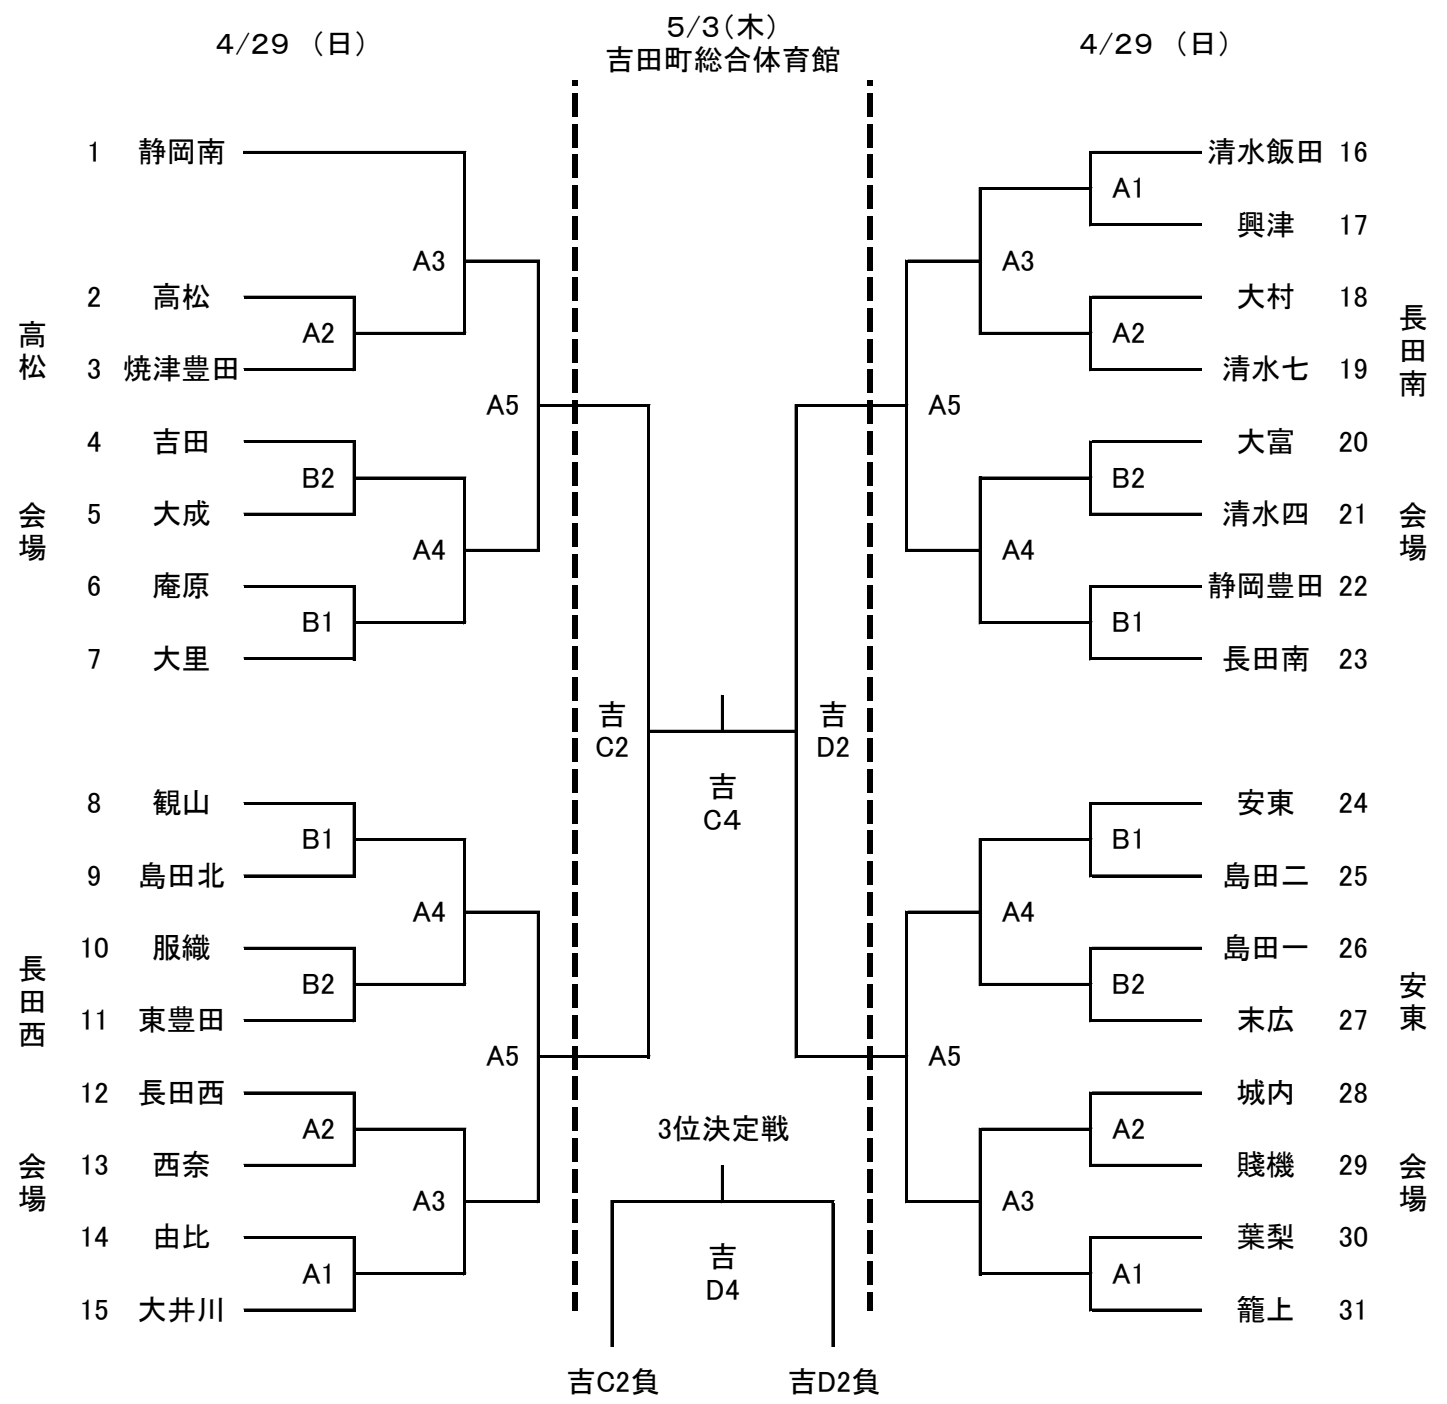 4/29 （日）
5/3（木）
吉田町総合体育館
4/29 （日）
1 静岡南
A3
2 高松
A2
3 焼津豊田
A5
4 吉田
B2
5 大成
A4
6 庵原
B1
7 大里
高松
会場
8 観山
B1
9 島田北
A4
10 服織
B2
11 東豊田
A5
12 長田西
A2
13 西奈
A3
14 由比
A1
15 大井川
長田西
会場
吉
C2
吉
C4
吉
D2
3位決定戦
吉
D4
吉C2負
吉D2負
清水飯田 16
A1
興津 17
A3
大村 18
A2
清水七 19
A5
大富 20
B2
清水四 21
A4
静岡豊田 22
B1
長田南 23
長田南
会場
安東 24
B1
島田二 25
A4
島田一 26
B2
末広 27
A5
城内 28
A2
賤機 29
A3
葉梨 30
A1
籠上 31
安東
会場